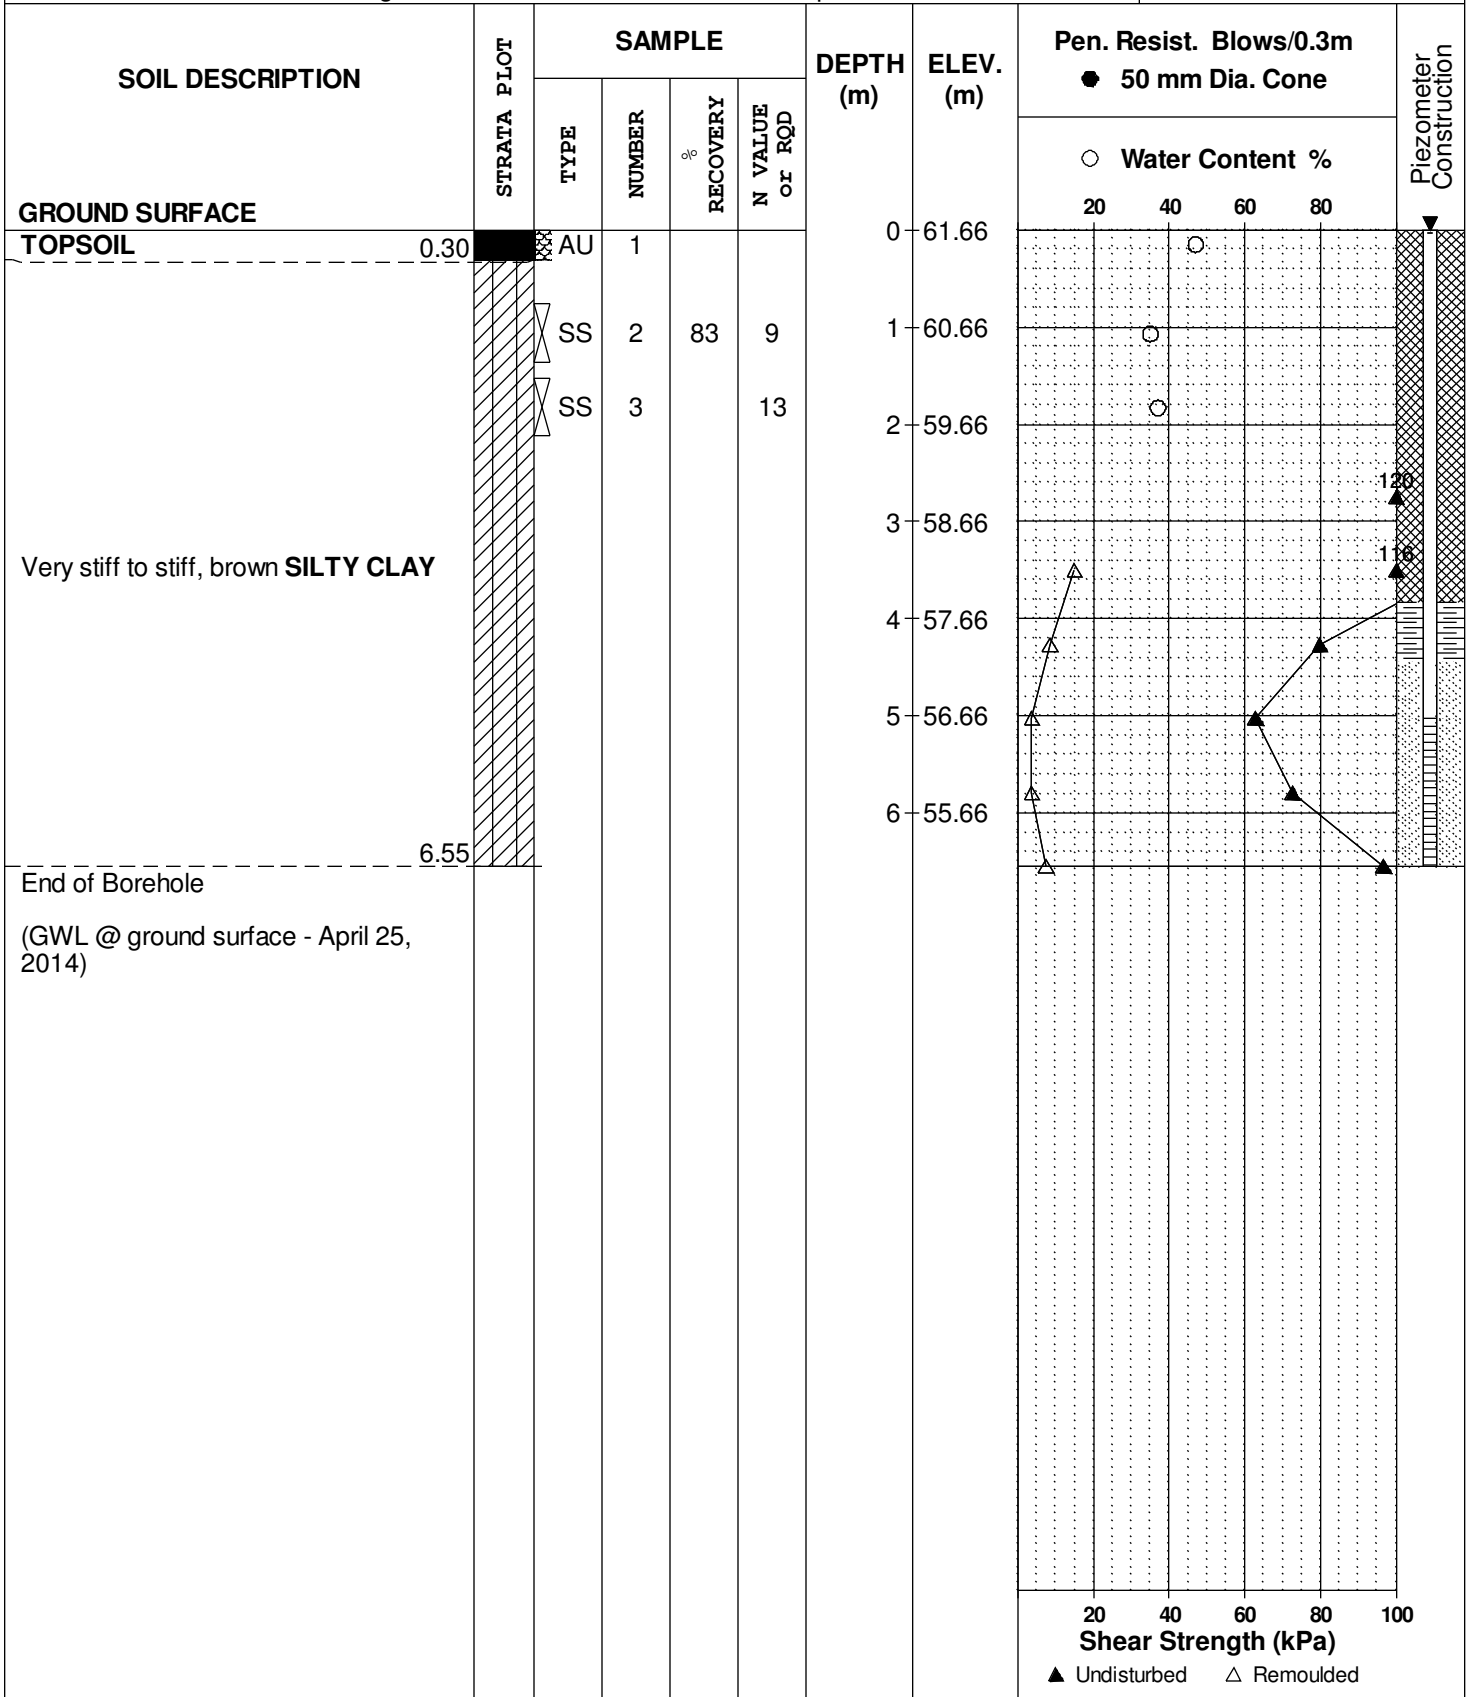 SOIL DESCRIPTION
STRATA PLOT
SAMPLE
TYPE
NUMBER
%
RECOVERY
N VALUE
or RQD
DEPTH
(m)
ELEV.
(m)
Pen. Resist. Blows/0.3m
● 50 mm Dia. Cone
○ Water Content %
20 40 60 80
Piezometer
Construction
GROUND SURFACE
TOPSOIL 0.30 AU 1
0 61.66
SS 2 83 9
1 60.66
SS 3 13
2 59.66
120
3 58.66
116
Very stiff to stiff, brown SILTY CLAY
4 57.66
5 56.66
6 55.66
6.55
End of Borehole
(GWL @ ground surface - April 25,
2014)
20 40 60 80 100
Shear Strength (kPa)
▲ Undisturbed △ Remoulded